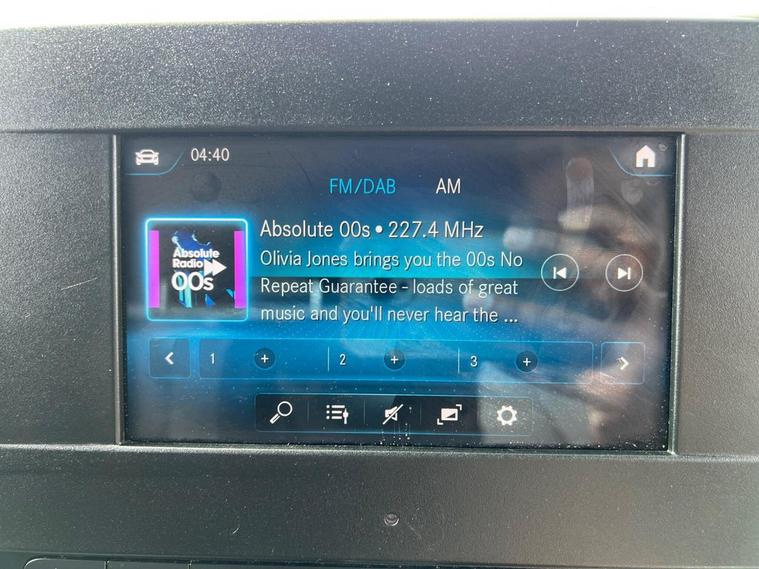 04:40
FM/DAB AM
Absolute 00s • 227.4 MHz
Absolute
Radio
00s
Olivia Jones brings you the 00s No
Repeat Guarantee - loads of great
music and you'll never hear the ...
1 + 2 + 3 +